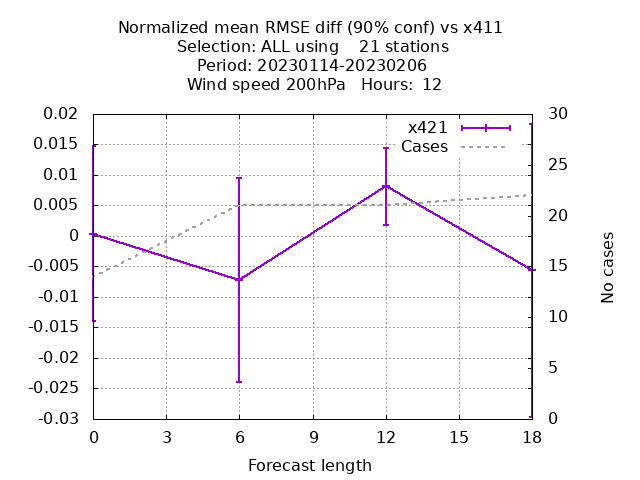 Normalized mean RMSE diff (90% conf) vs x411
Selection: ALL using    21 stations
Period: 20230114-20230206
Wind speed 200hPa   Hours:  12
x421
Cases
0.02
0.015
0.01
0.005
0
-0.005
-0.01
-0.015
-0.02
-0.025
-0.03
30
25
20
15
10
5
0
No cases
0 3 6 9 12 15 18
Forecast length